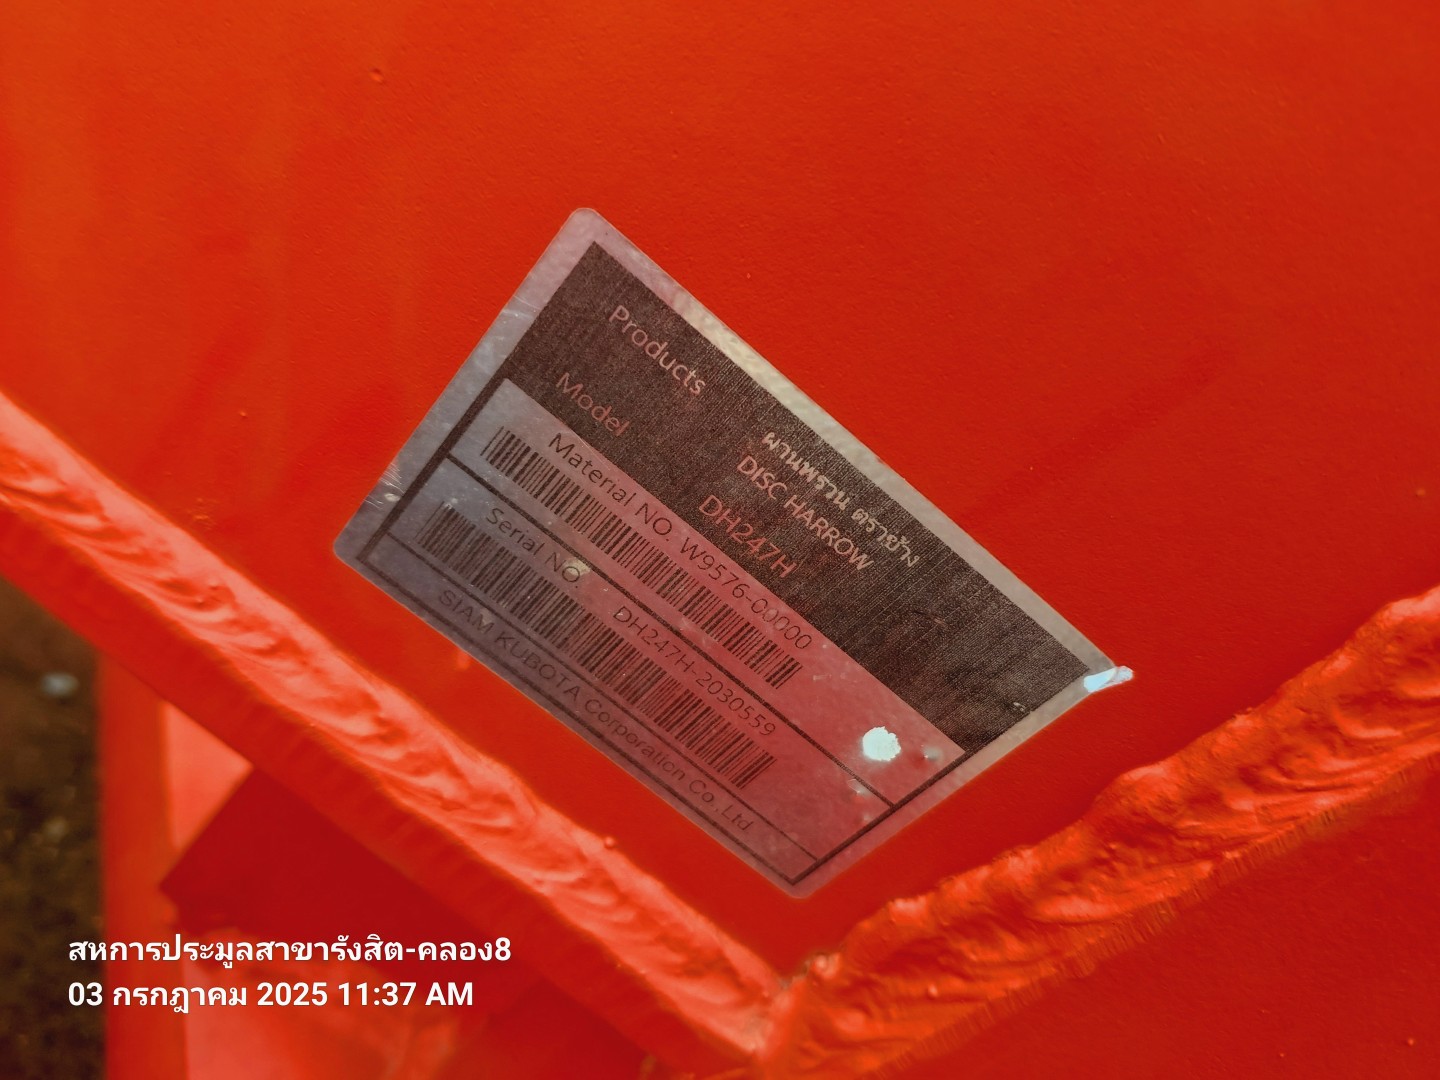 Products ผานพรวน ตราช้าง
DISC HARROW
Model DH247H
Material NO. W9576-00000
Serial NO. DH247H-2030559
SIAM KUBOTA Corporation Co.,Ltd
สหการประมูลสาขารังสิต-คลอง8
03 กรกฎาคม 2025 11:37 AM